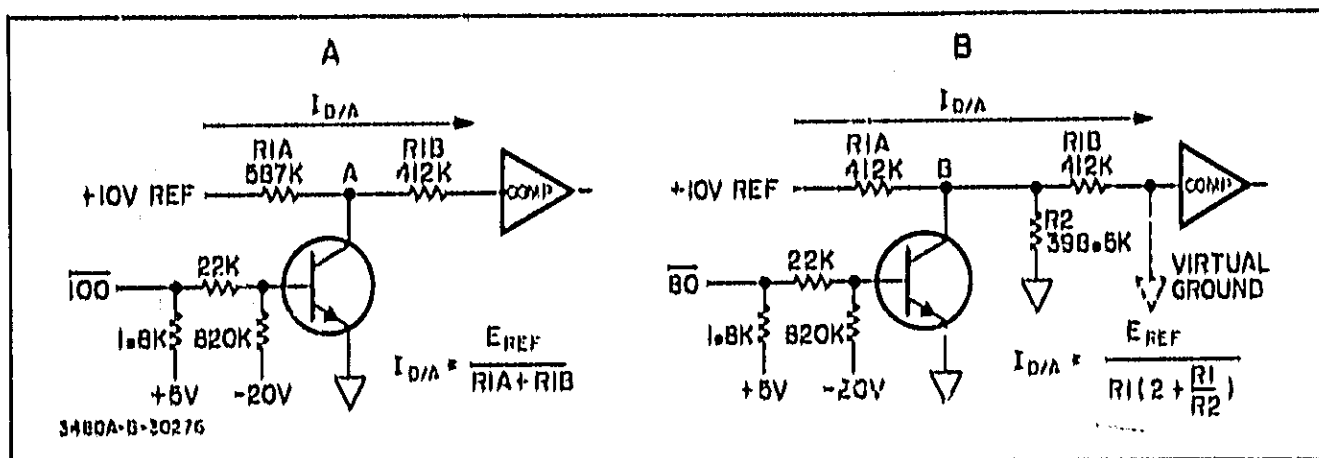 A
I D/A
R1A
587K
A
R1B
412K
+10V REF
COMP
100
22K
1.8K
820K
+5V
-20V
I D/A = E REF / R1A+R1B
3480A-B-30276
B
I D/A
R1A
412K
B
R1B
412K
+10V REF
COMP
R2
398.5K
80
22K
VIRTUAL
GROUND
1.8K
820K
+5V
-20V
I D/A = E REF / R1(2 + R1/R2)